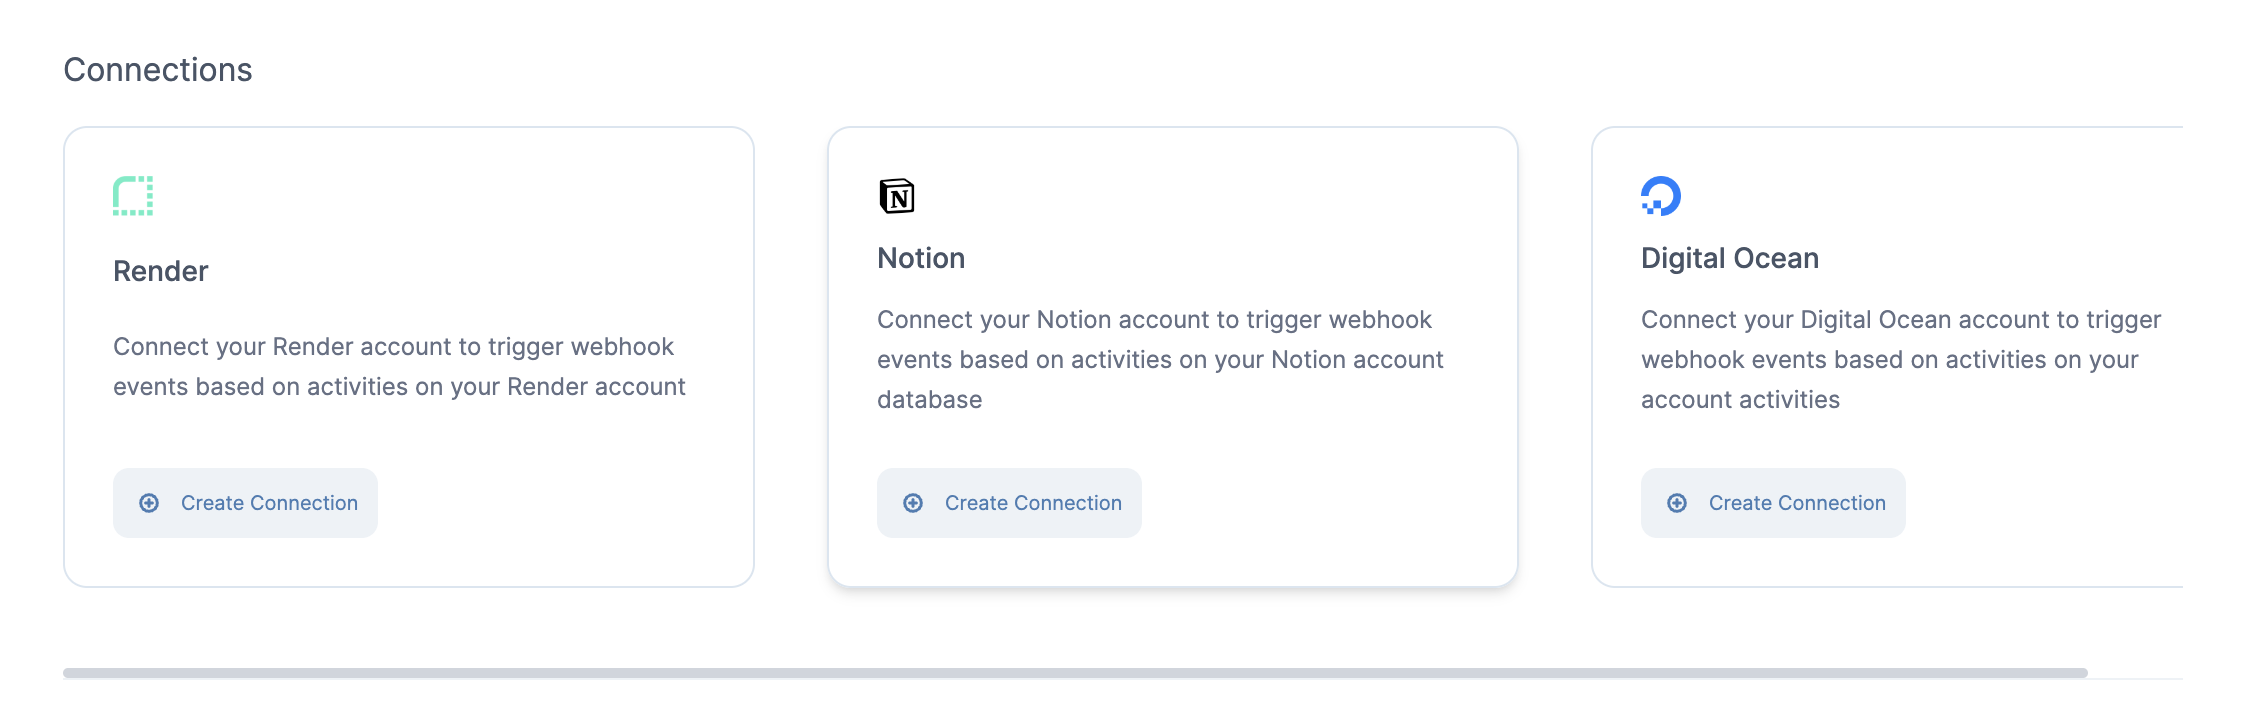 Connections
Render
Connect your Render account to trigger webhook
events based on activities on your Render account
Create Connection
N
Notion
Connect your Notion account to trigger webhook
events based on activities on your Notion account
database
Create Connection
Digital Ocean
Connect your Digital Ocean account to trigger
webhook events based on activities on your
account activities
Create Connection